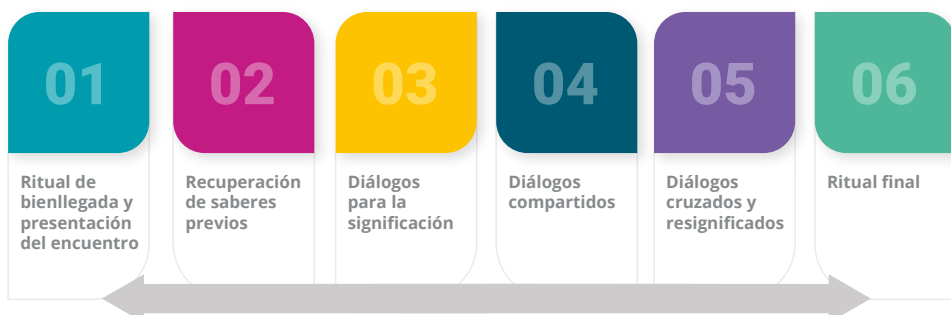 01
Ritual de
bienllegada y
presentación
del encuentro
02
Recuperación
de saberes
previos
03
Diálogos
para la
significación
04
Diálogos
compartidos
05
Diálogos
cruzados y
resignificados
06
Ritual final